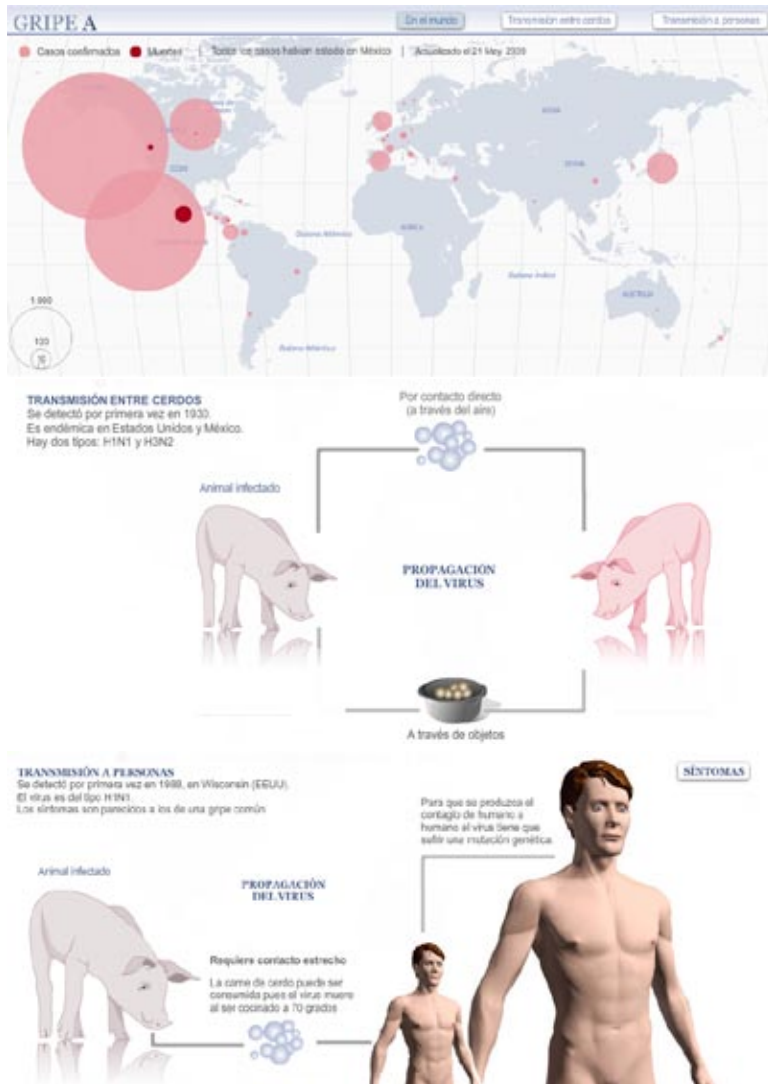 GRIPE A
En el mundo
Transmisión entre cerdos
Transmisión a personas
Casos confirmados
Muertes | Todos los casos habían estado en México | Actualizado el 21 May. 2009
EEUU
Océano Atlántico
ÁFRICA
Océano Índico
AUSTRALIA
Océano Atlántico
TRANSMISIÓN ENTRE CERDOS
Se detectó por primera vez en 1930.
Es endémica en Estados Unidos y México.
Hay dos tipos: H1N1 y H3N2
Por contacto directo
(a través del aire)
Animal infectado
PROPAGACIÓN
DEL VIRUS
A través de objetos
TRANSMISIÓN A PERSONAS
Se detectó por primera vez en 1988, en Wisconsin (EEUU).
El virus es del tipo H1N1.
Los síntomas son parecidos a los de una gripe común
SÍNTOMAS
Para que se produzca el
contagio de humano a
humano el virus tiene que
sufrir una mutación genética.
Animal infectado
PROPAGACIÓN
DEL VIRUS
Requiere contacto estrecho
La carne de cerdo puede ser
consumida pues el virus muere
al ser cocinado a 70 grados